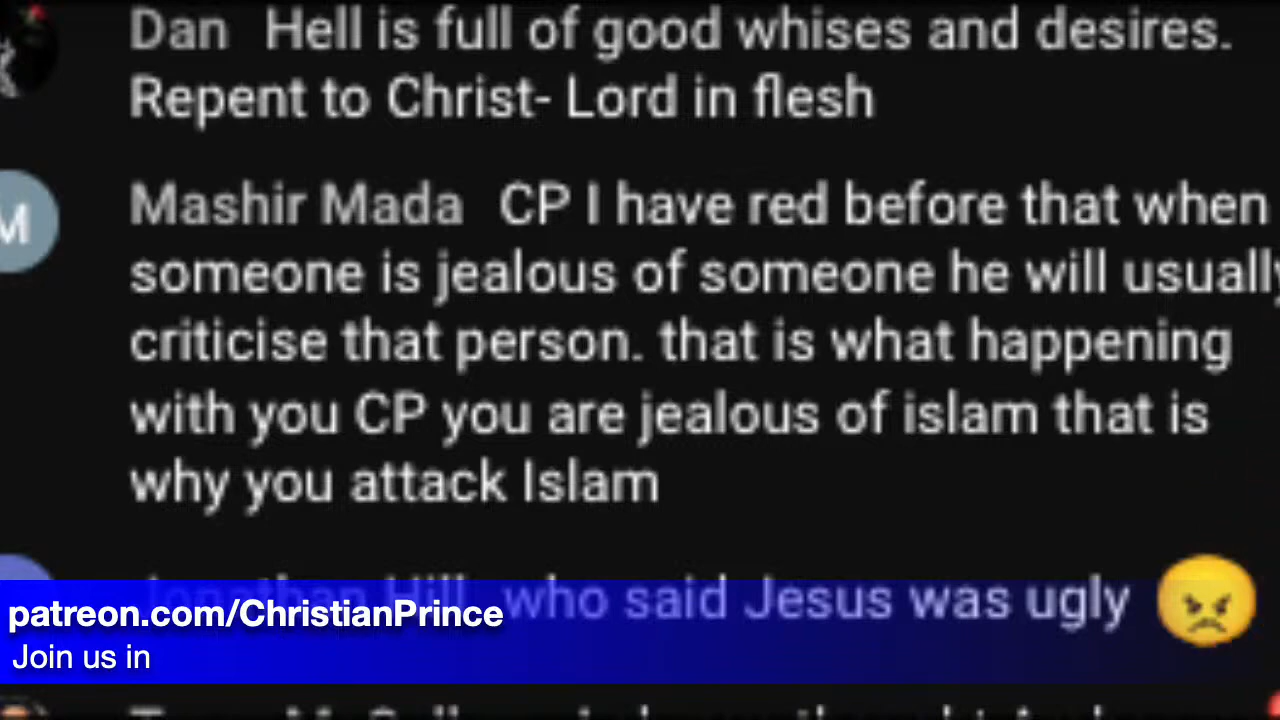 Dan Hell is full of good whises and desires.
Repent to Christ- Lord in flesh
M
Mashir Mada CP I have red before that when
someone is jealous of someone he will usually
criticise that person. that is what happening
with you CP you are jealous of islam that is
why you attack Islam
Jonathan Hill who said Jesus was ugly
patreon.com/ChristianPrince
Join us in